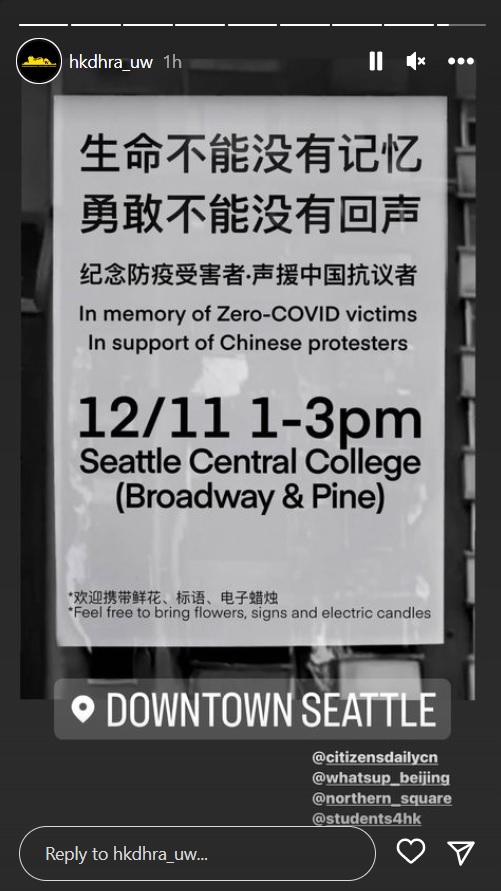 hkdhra_uw 1h
生命不能没有记忆
勇敢不能没有回声
纪念防疫受害者·声援中国抗议者
In memory of Zero-COVID victims
In support of Chinese protesters
12/11 1-3pm
Seattle Central College
(Broadway & Pine)
*欢迎携带鲜花、标语、电子蜡烛
*Feel free to bring flowers, signs and electric candles
DOWNTOWN SEATTLE
@citizensdailycn
@whatsup_beijing
@northern_square
@students4hk
Reply to hkdhra_uw...